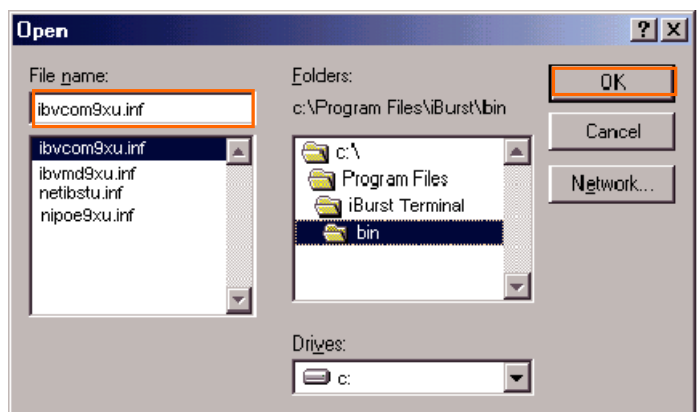 Open
File name:
ibvcom9xu.inf
ibvcom9xu.inf
ibvmd9xu.inf
netibstu.inf
nipoe9xu.inf
Folders:
c:\Program Files\iBurst\bin
c:\
Program Files
iBurst Terminal
bin
Drives:
c:
OK
Cancel
Network...